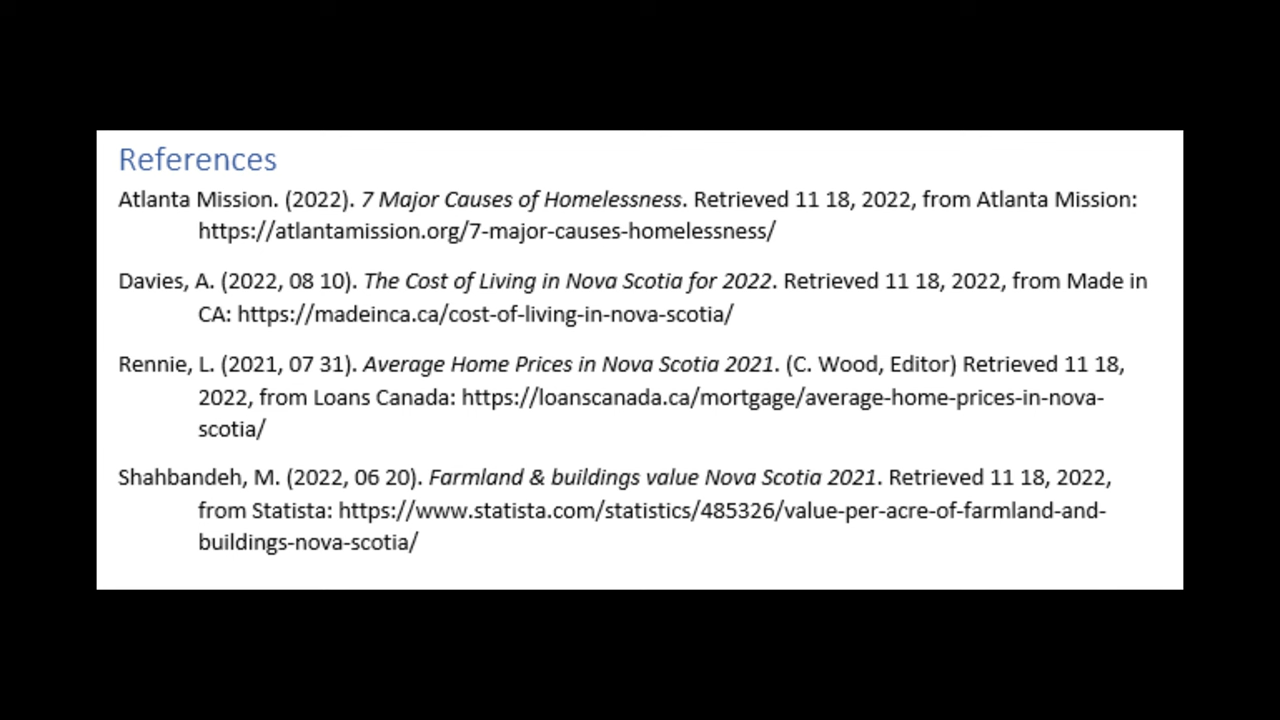 References
Atlanta Mission. (2022). 7 Major Causes of Homelessness. Retrieved 11 18, 2022, from Atlanta Mission:
https://atlantamission.org/7-major-causes-homelessness/
Davies, A. (2022, 08 10). The Cost of Living in Nova Scotia for 2022. Retrieved 11 18, 2022, from Made in
CA: https://madeinca.ca/cost-of-living-in-nova-scotia/
Rennie, L. (2021, 07 31). Average Home Prices in Nova Scotia 2021. (C. Wood, Editor) Retrieved 11 18,
2022, from Loans Canada: https://loanscanada.ca/mortgage/average-home-prices-in-nova-
scotia/
Shahbandeh, M. (2022, 06 20). Farmland & buildings value Nova Scotia 2021. Retrieved 11 18, 2022,
from Statista: https://www.statista.com/statistics/485326/value-per-acre-of-farmland-and-
buildings-nova-scotia/